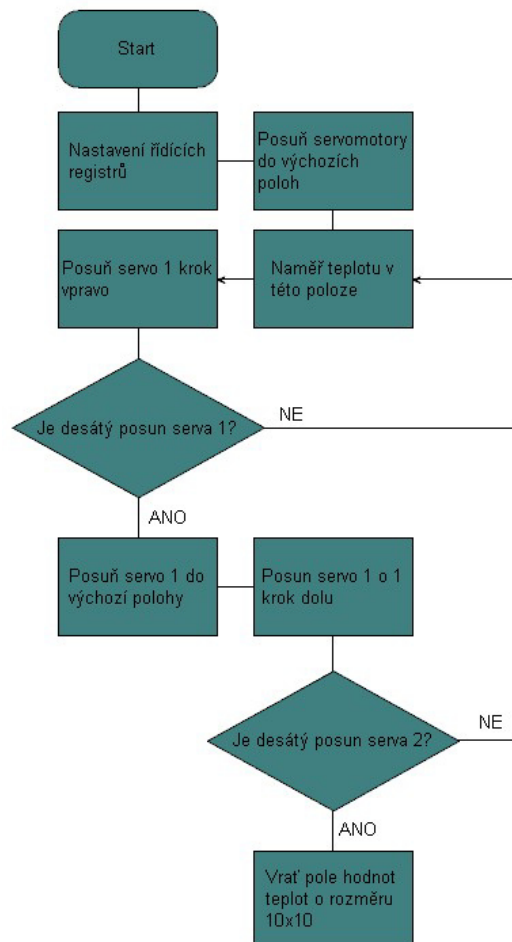 Start
Nastavení řídících
registrů
Posuň servomotory
do výchozích
poloh
Naměř teplotu v
této poloze
Posuň servo 1 krok
vpravo
Je desátý posun serva 1?
NE
ANO
Posuň servo 1 do
výchozí polohy
Posun servo 1 o 1
krok dolu
Je desátý posun serva 2?
NE
ANO
Vrať pole hodnot
teplot o rozměru
10x10